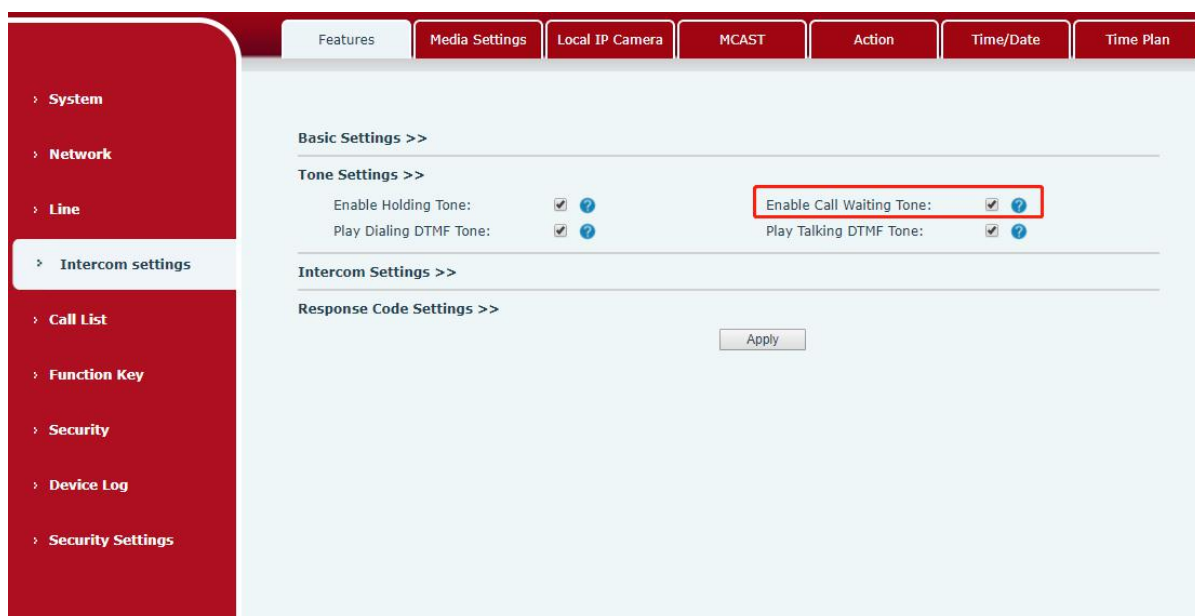 Features Media Settings Local IP Camera MCAST Action Time/Date Time Plan
› System
› Network
› Line
› Intercom settings
› Call List
› Function Key
› Security
› Device Log
› Security Settings
Basic Settings >>
Tone Settings >>
Enable Holding Tone: ? Enable Call Waiting Tone: ?
Play Dialing DTMF Tone: ? Play Talking DTMF Tone: ?
Intercom Settings >>
Response Code Settings >>
Apply